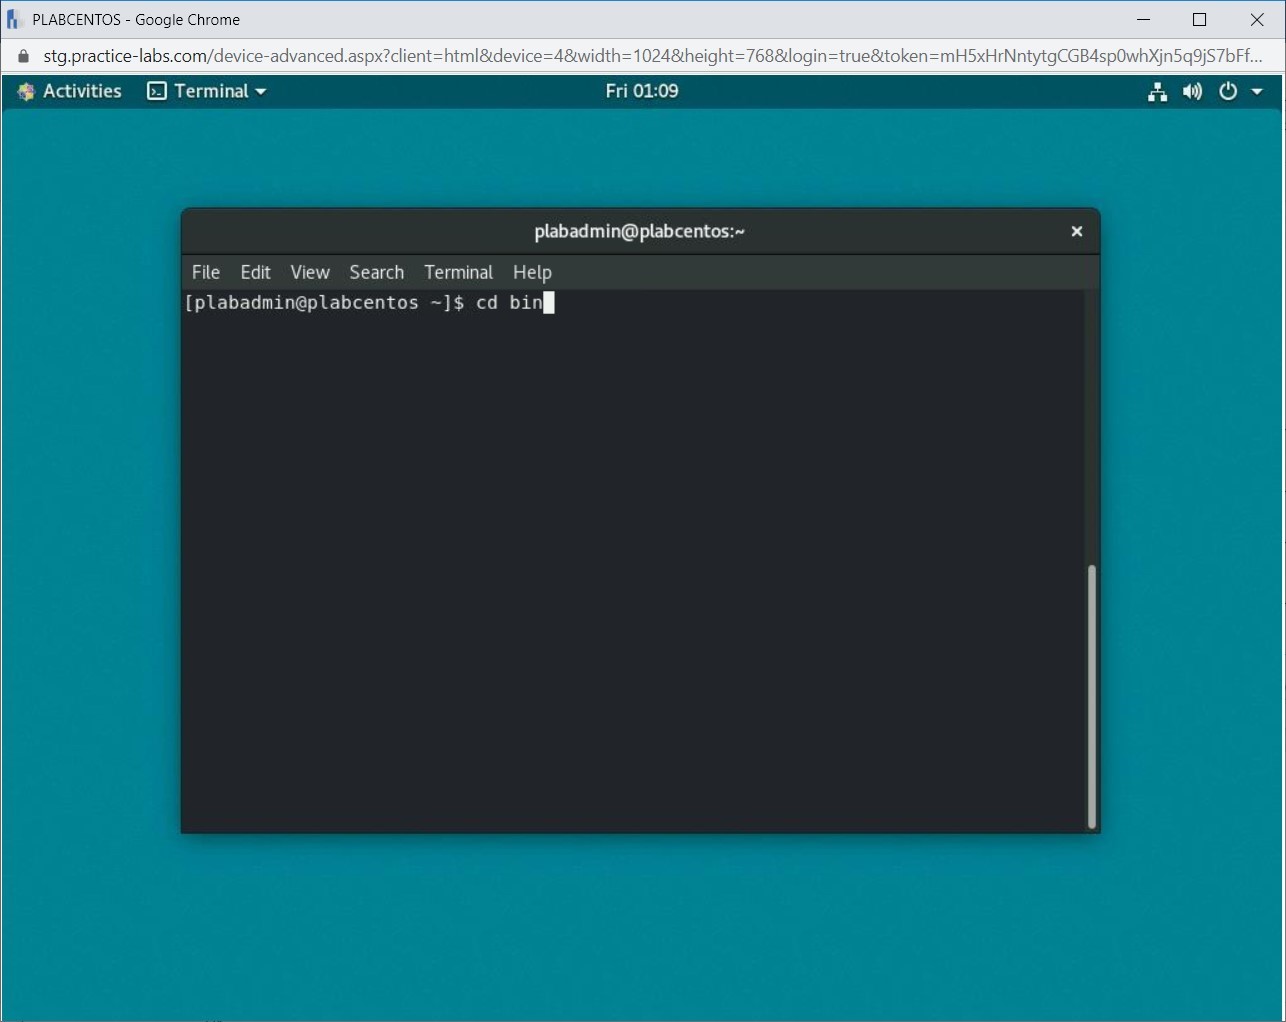 PLABCENTOS - Google Chrome
stg.practice-labs.com/device-advanced.aspx?client=html&device=4&width=1024&height=768&login=true&token=mH5xHrNntytgCGB4sp0whXjn5q9jS7bFf...
Activities Terminal Fri 01:09
plabadmin@plabcentos:~
File Edit View Search Terminal Help
[plabadmin@plabcentos ~]$ cd bin